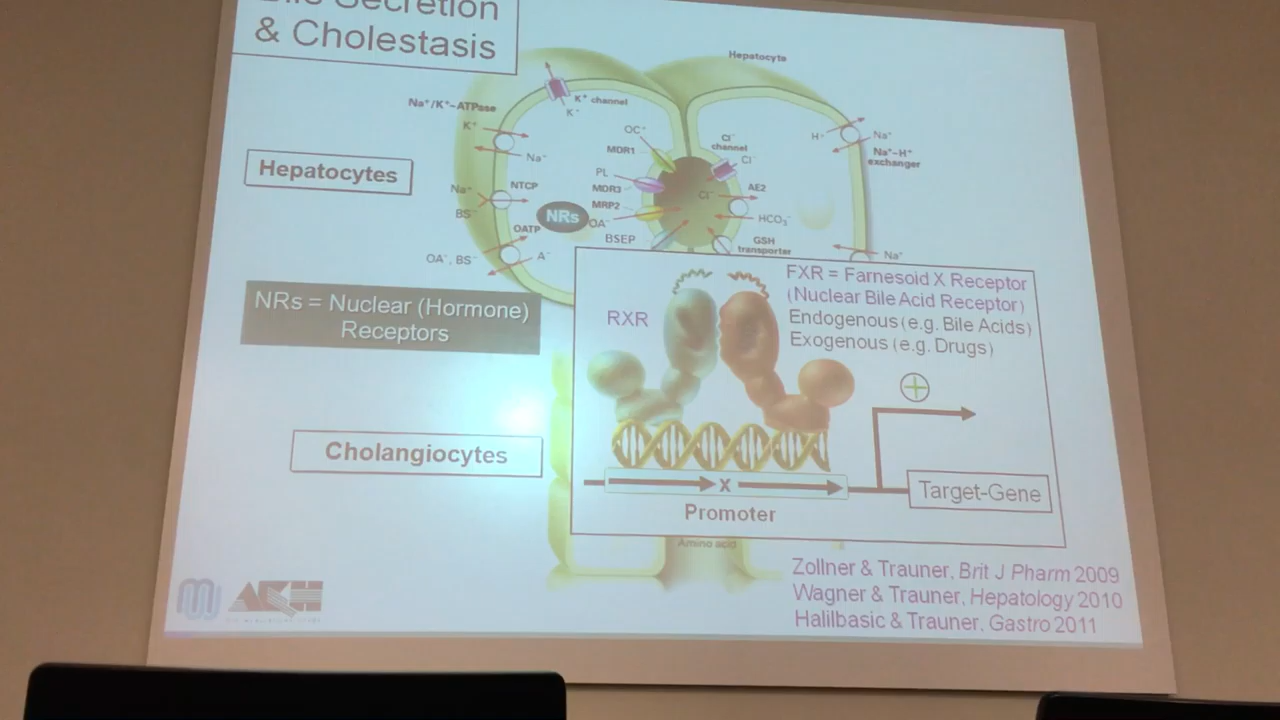 Secretion
& Cholestasis
Hepatocyte
Na⁺/K⁺-ATPase
K⁺ channel
K⁺
K⁺
Na⁺
Hepatocytes
OC⁺
MDR1
PL
MDR3
MRP2
OA⁻
BSEP
Cl⁻
channel
Cl⁻
Cl⁻
AE2
HCO₃⁻
GSH
transporter
H⁺
Na⁺
Na⁺-H⁺
exchanger
Na⁺
Na⁺
NTCP
BS⁻
NRs
OATP
OA⁻, BS⁻
A⁻
NRs = Nuclear (Hormone)
Receptors
RXR
FXR = Farnesoid X Receptor
(Nuclear Bile Acid Receptor)
Endogenous (e.g. Bile Acids)
Exogenous (e.g. Drugs)
+
Cholangiocytes
X
Target-Gene
Promoter
Amino acid
Zollner & Trauner, Brit J Pharm 2009
Wagner & Trauner, Hepatology 2010
Halilbasic & Trauner, Gastro 2011
AKH